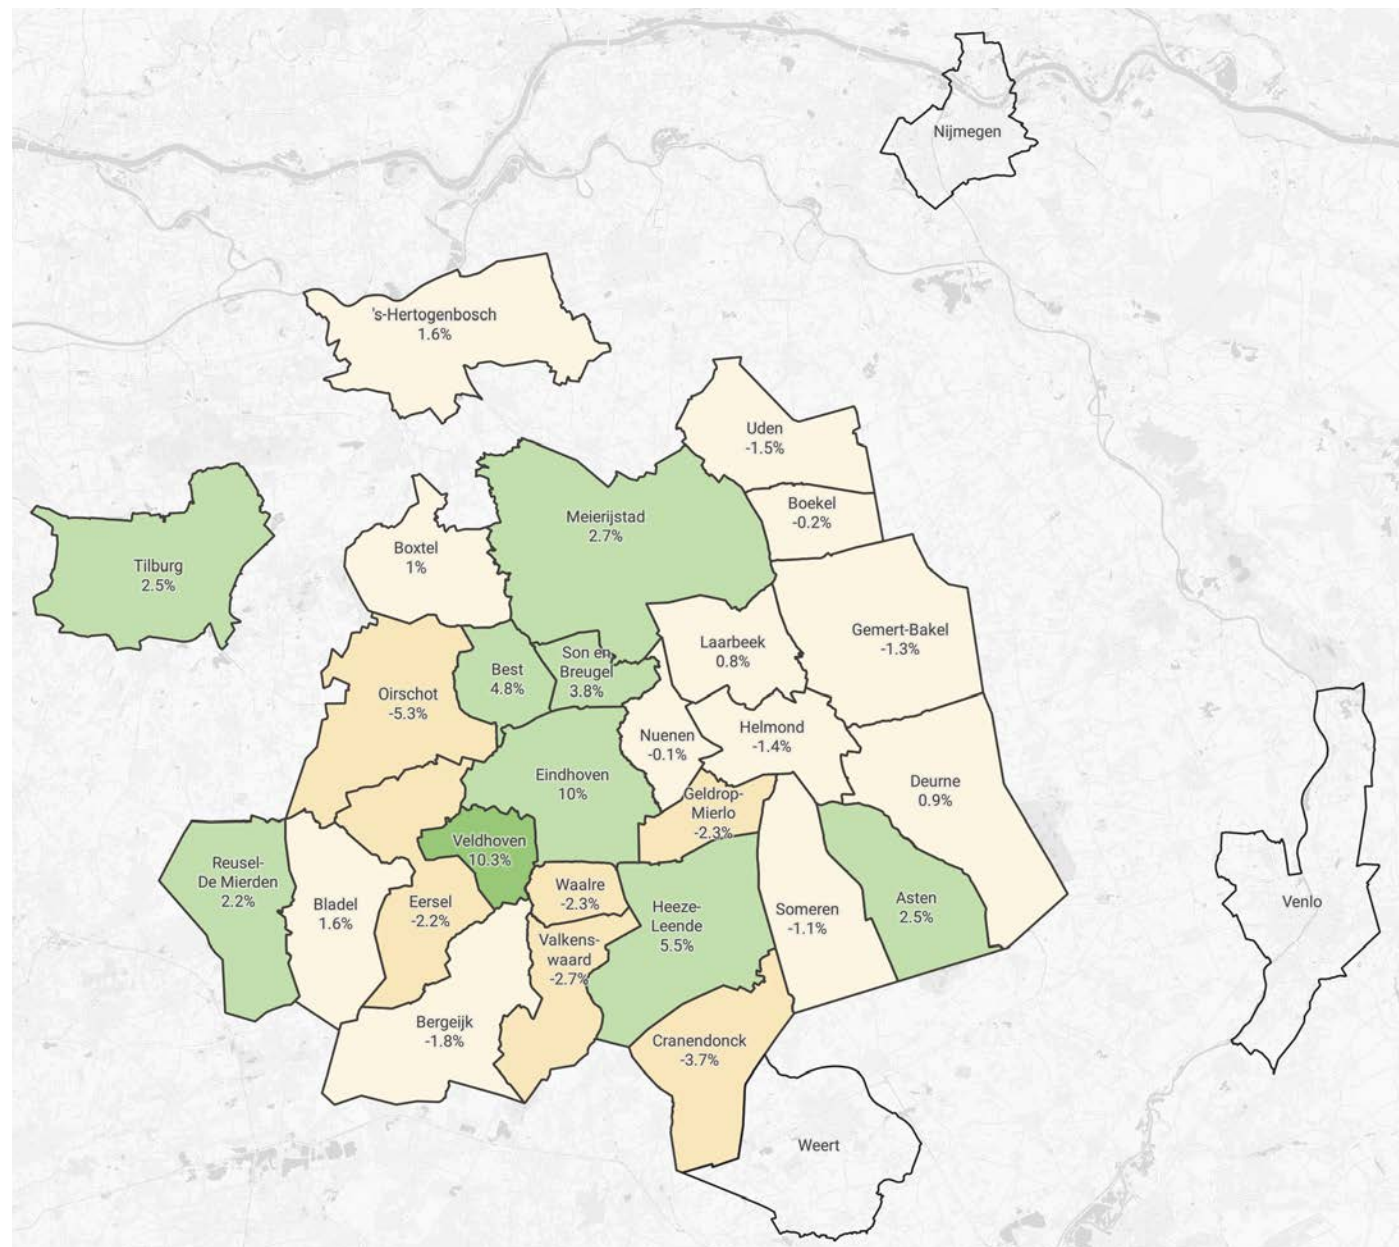 Nijmegen
's-Hertogenbosch
1.6%
Uden
-1.5%
Boekel
-0.2%
Meierijstad
2.7%
Boxtel
1%
Tilburg
2.5%
Gemert-Bakel
-1.3%
Laarbeek
0.8%
Son en
Breugel
3.8%
Best
4.8%
Oirschot
-5.3%
Nuenen
-0.1%
Helmond
-1.4%
Eindhoven
10%
Deurne
0.9%
Geldrop-
Mierlo
-2.3%
Veldhoven
10.3%
Reusel-
De Mierden
2.2%
Bladel
1.6%
Eersel
-2.2%
Waalre
-2.3%
Heeze-
Leende
5.5%
Someren
-1.1%
Asten
2.5%
Venlo
Valkens-
waard
-2.7%
Bergeijk
-1.8%
Cranendonck
-3.7%
Weert